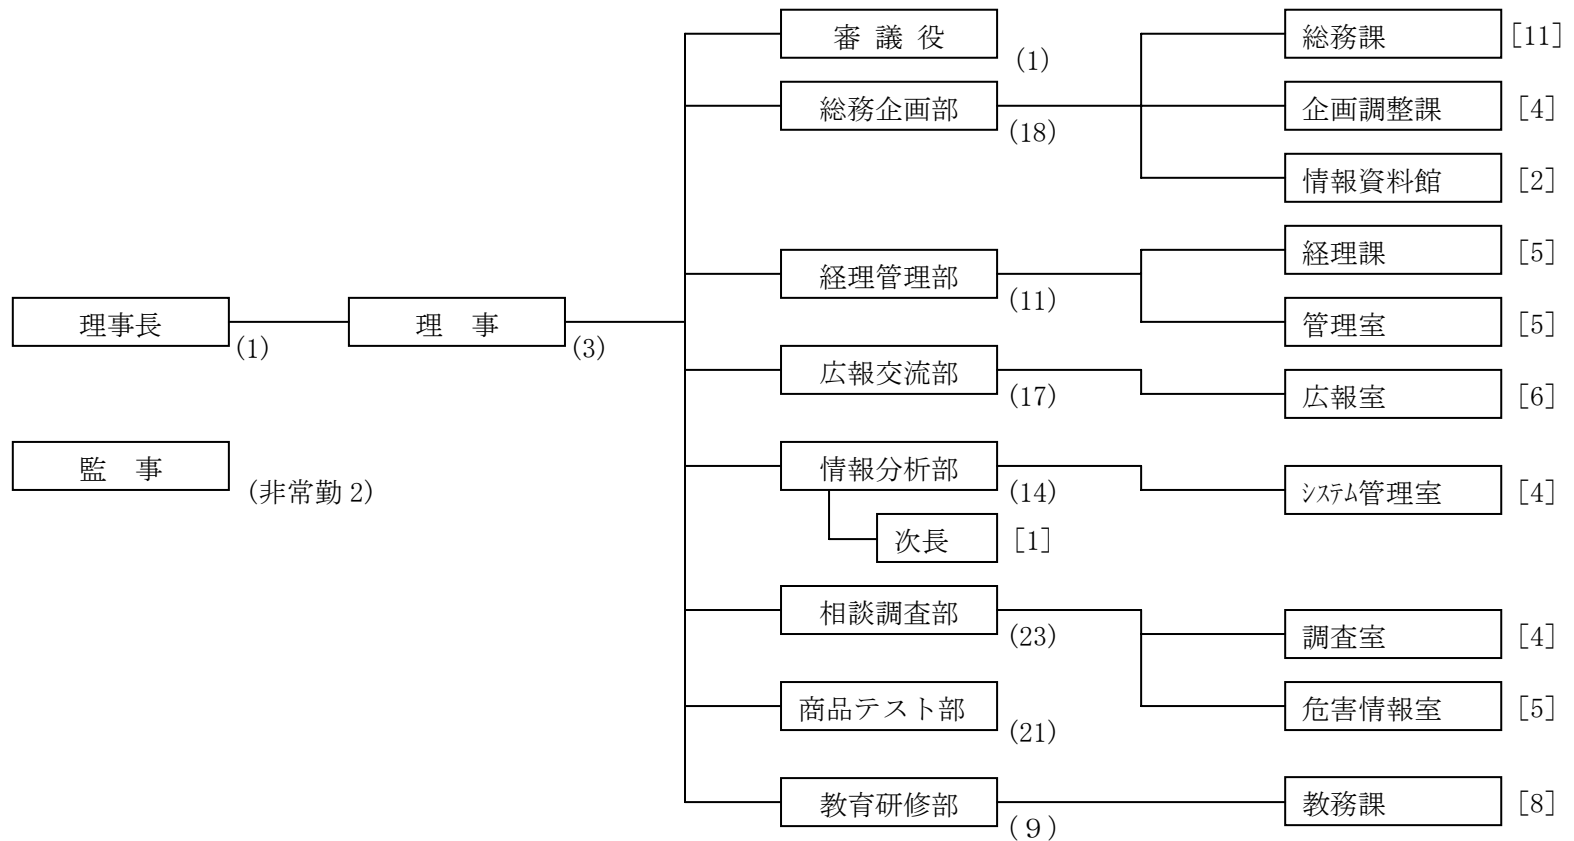 審 議 役
(1)
総務課
[11]
総務企画部
(18)
企画調整課
[4]
情報資料館
[2]
経理管理部
(11)
経理課
[5]
管理室
[5]
理事長
(1)
理 事
(3)
広報交流部
(17)
広報室
[6]
監 事
(非常勤 2)
情報分析部
(14)
システム管理室
[4]
次長
[1]
相談調査部
(23)
調査室
[4]
危害情報室
[5]
商品テスト部
(21)
教育研修部
(９)
教務課
[8]